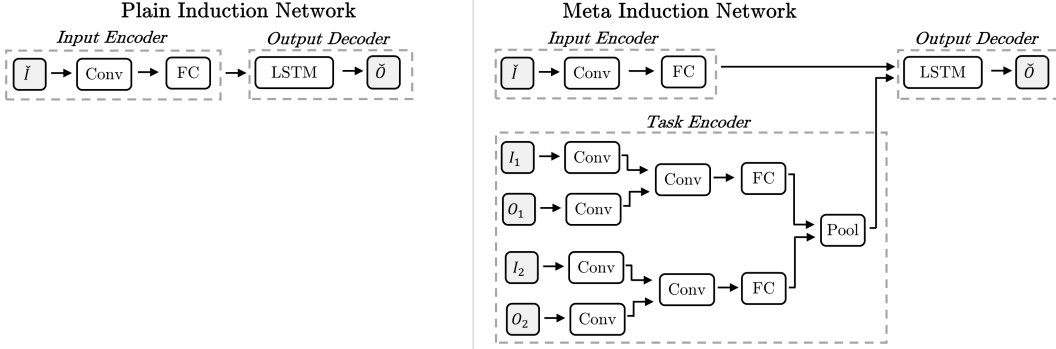 Plain Induction Network
Input Encoder
Output Decoder
Ǐ
Conv
FC
LSTM
Ǒ
Meta Induction Network
Input Encoder
Output Decoder
Ǐ
Conv
FC
LSTM
Ǒ
Task Encoder
I₁
Conv
Conv
FC
O₁
Conv
Pool
I₂
Conv
Conv
FC
O₂
Conv